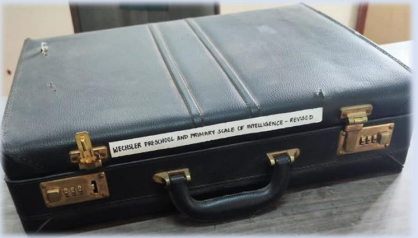 WECHSLER PRESCHOOL AND PRIMARY SCALE OF INTELLIGENCE - REVISED